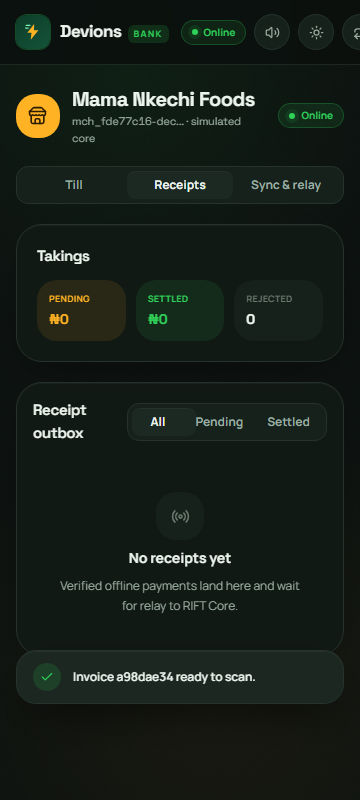 Devions BANK Online
Mama Nkechi Foods
mch_fde77c16-dec… · simulated
core
Online
Till Receipts Sync & relay
Takings
PENDING SETTLED REJECTED
₦0 ₦0 0
Receipt
outbox
All Pending Settled
No receipts yet
Verified offline payments land here and wait
for relay to RIFT Core.
Invoice a98dae34 ready to scan.